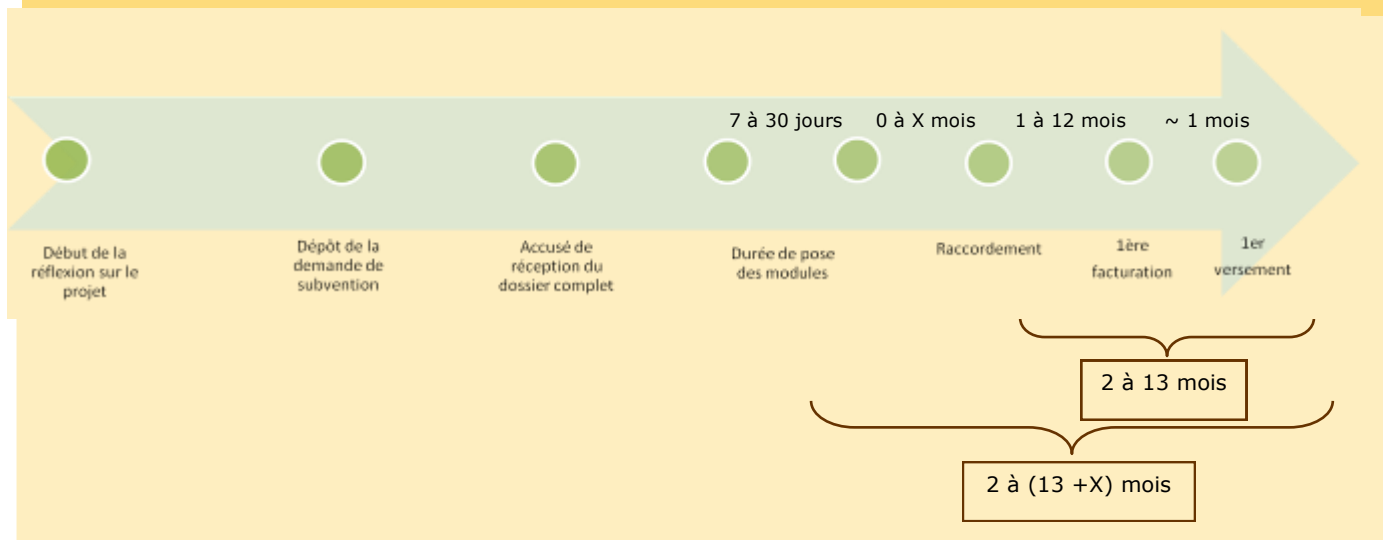 7 à 30 jours
0 à X mois
1 à 12 mois
~ 1 mois
Début de la
réflexion sur le
projet
Dépôt de la
demande de
subvention
Accusé de
réception du
dossier complet
Durée de pose
des modules
Raccordement
1ère
facturation
1er
versement
2 à 13 mois
2 à (13 +X) mois